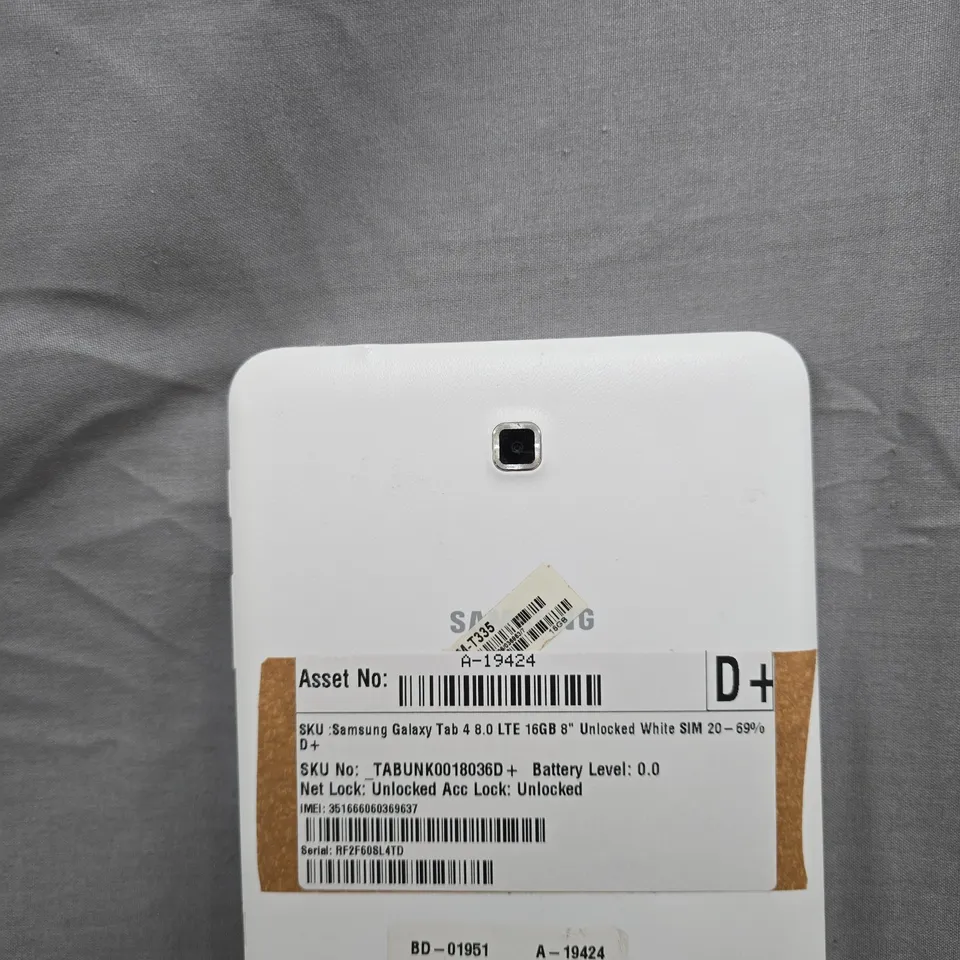 SAMSUNG
-T335
16GB
A-19424
Asset No:
D+
SKU :Samsung Galaxy Tab 4 8.0 LTE 16GB 8" Unlocked White SIM 20-69%
D+
SKU No: _TABUNK0018036D+ Battery Level: 0.0
Net Lock: Unlocked Acc Lock: Unlocked
IMEI: 351666060369637
Serial: RF2F60SL4TD
BD-01951 A-19424